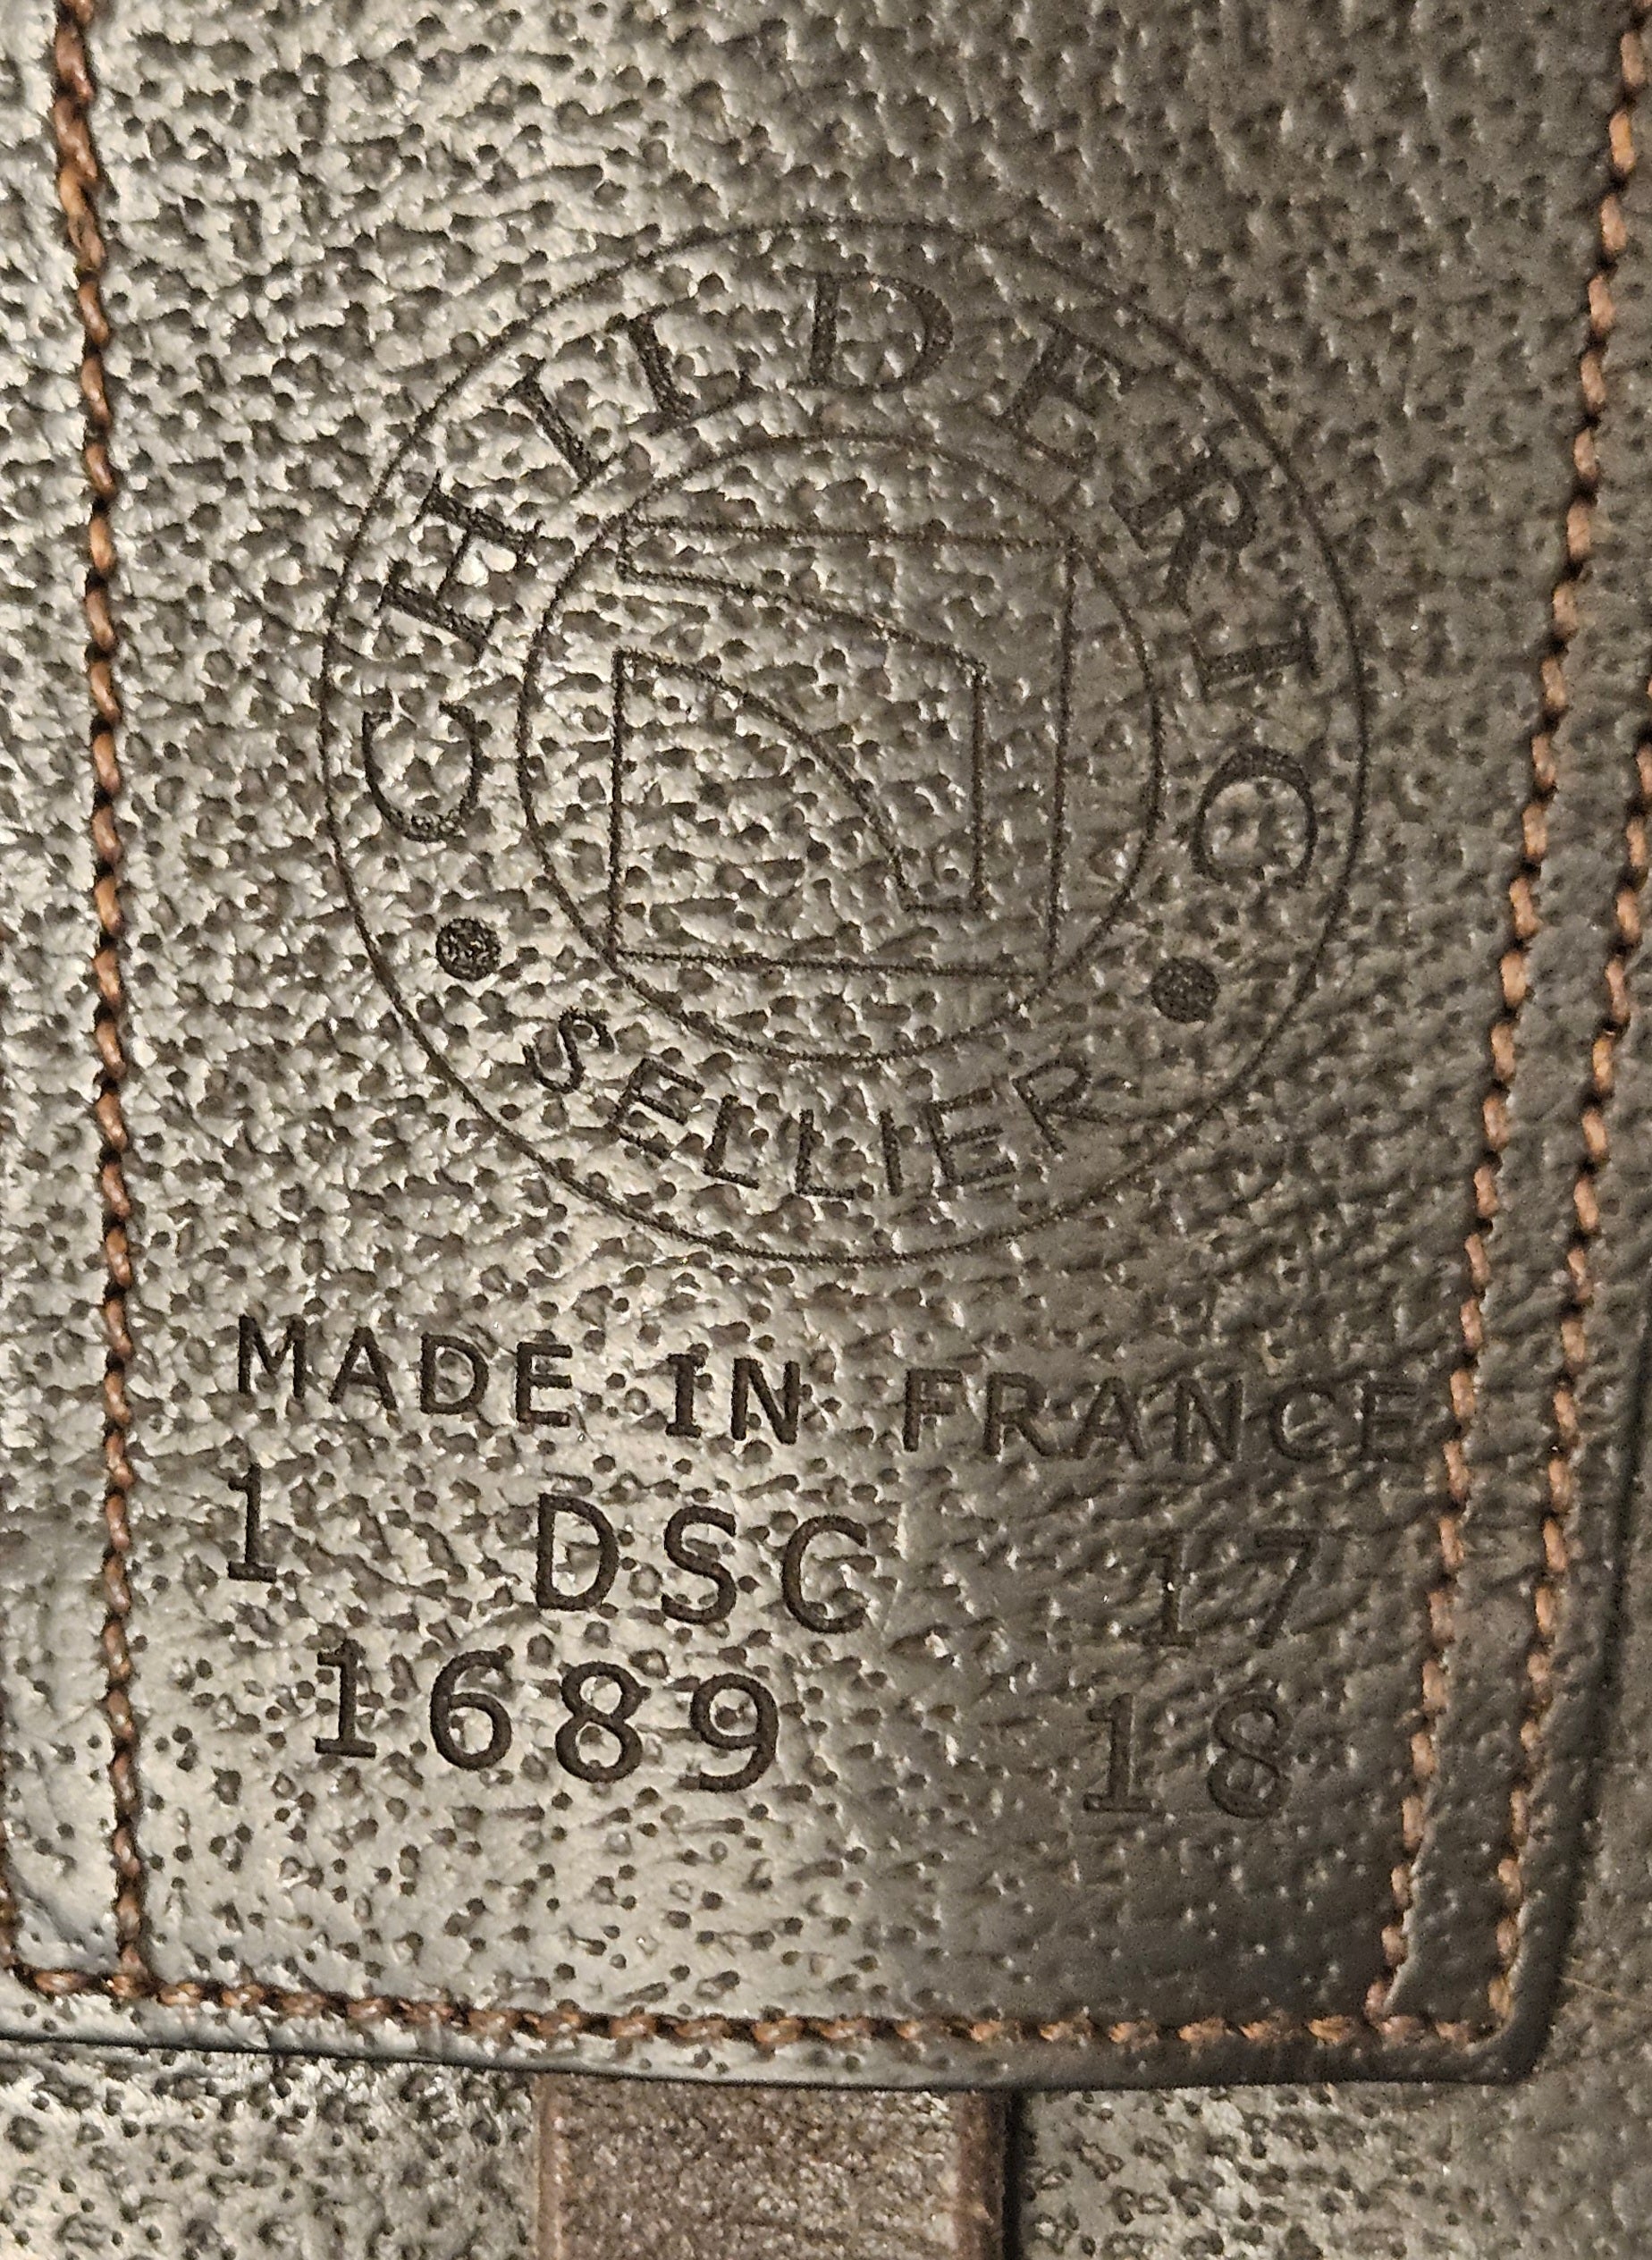 CHILDERIC
• SELLIER •
MADE IN FRANCE
1 DSC 17
1689 18